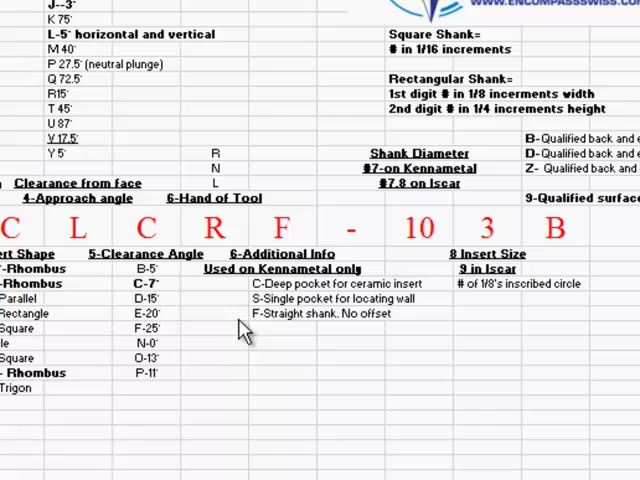 J--3°
K 75°
L-5° horizontal and vertical
M 40°
P 27.5° (neutral plunge)
Q 72.5°
R15°
T 45°
U 87°
V 17.5°
Y 5°
WWW.ENCOMPASSSWISS.COM
Square Shank=
# in 1/16 increments
Rectangular Shank=
1st digit # in 1/8 incerments width
2nd digit # in 1/4 increments height
R
N
L
Shank Diameter
#7-on Kennametal
#7.8 on Iscar
B-Qualified back and e
D-Qualified back and e
Z- Qualified back and
Clearance from face
4-Approach angle
6-Hand of Tool
9-Qualified surface
C L C R F - 10 3 B
ert Shape
5-Clearance Angle
6-Additional Info
8 Insert Size
°-Rhombus
B-5°
Used on Kennametal only
9 in Iscar
-Rhombus
C-7°
C-Deep pocket for ceramic insert
# of 1/8's inscribed circle
Parallel
D-15°
S-Single pocket for locating wall
Rectangle
E-20°
F-Straight shank. No offset
Square
F-25°
le
N-0°
Square
O-13°
- Rhombus
P-11°
Trigon